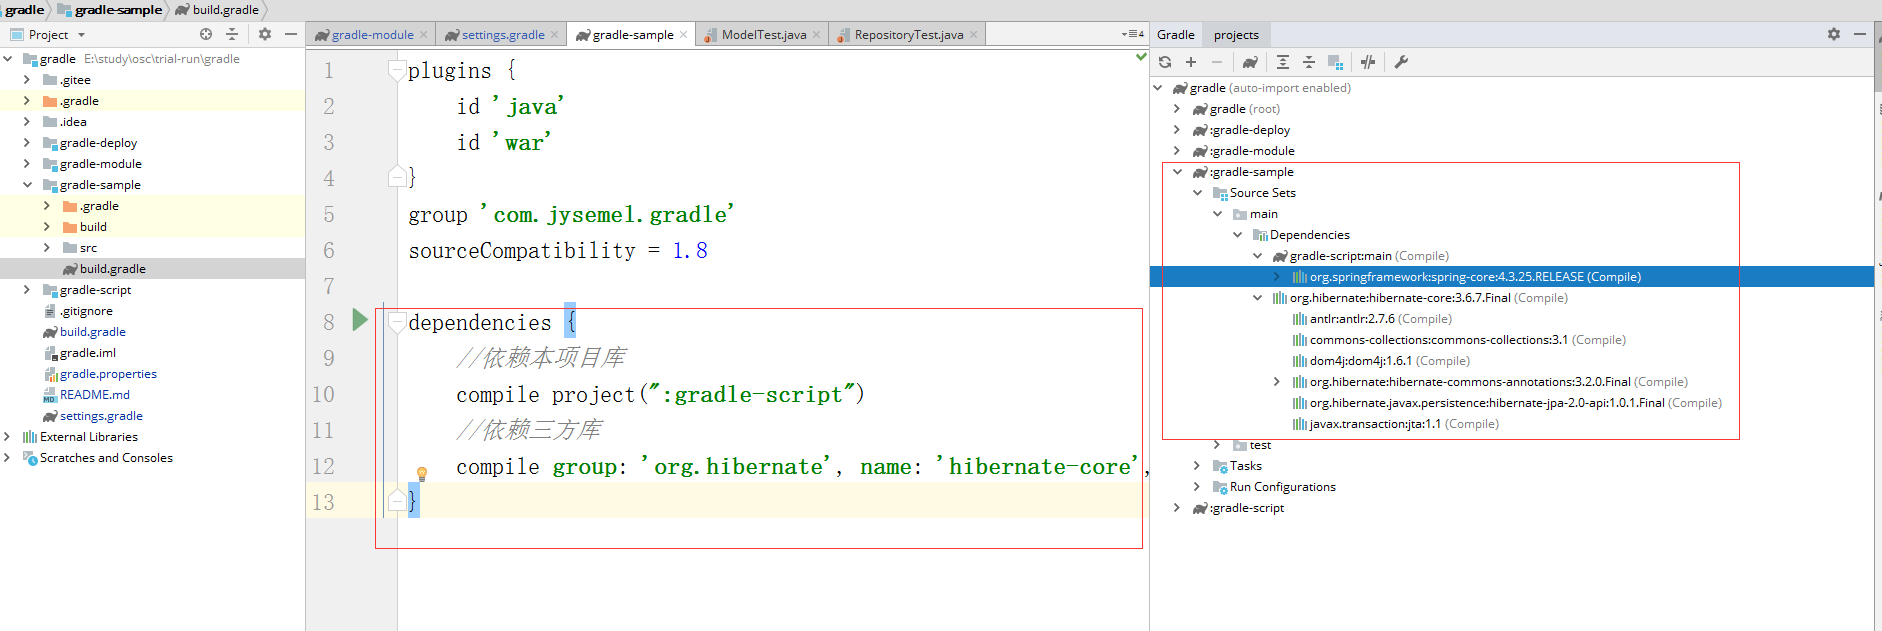 gradle gradle-sample build.gradle
Project
gradle E:\study\osc\trial-run\gradle
.gitee
.gradle
.idea
gradle-deploy
gradle-module
gradle-sample
.gradle
build
src
build.gradle
gradle-script
.gitignore
build.gradle
gradle.iml
gradle.properties
README.md
settings.gradle
External Libraries
Scratches and Consoles
gradle-module settings.gradle gradle-sample ModelTest.java RepositoryTest.java 4
1 plugins {
2 id 'java'
3 id 'war'
4 }
5 group 'com.jysemel.gradle'
6 sourceCompatibility = 1.8
7
8 dependencies {
9 //依赖本项目库
10 compile project(":gradle-script")
11 //依赖三方库
12 compile group: 'org.hibernate', name: 'hibernate-core',
13 }
Gradle projects
gradle (auto-import enabled)
gradle (root)
:gradle-deploy
:gradle-module
:gradle-sample
Source Sets
main
Dependencies
gradle-script:main (Compile)
org.springframework:spring-core:4.3.25.RELEASE (Compile)
org.hibernate:hibernate-core:3.6.7.Final (Compile)
antlr:antlr:2.7.6 (Compile)
commons-collections:commons-collections:3.1 (Compile)
dom4j:dom4j:1.6.1 (Compile)
org.hibernate:hibernate-commons-annotations:3.2.0.Final (Compile)
org.hibernate.javax.persistence:hibernate-jpa-2.0-api:1.0.1.Final (Compile)
javax.transaction:jta:1.1 (Compile)
test
Tasks
Run Configurations
:gradle-script